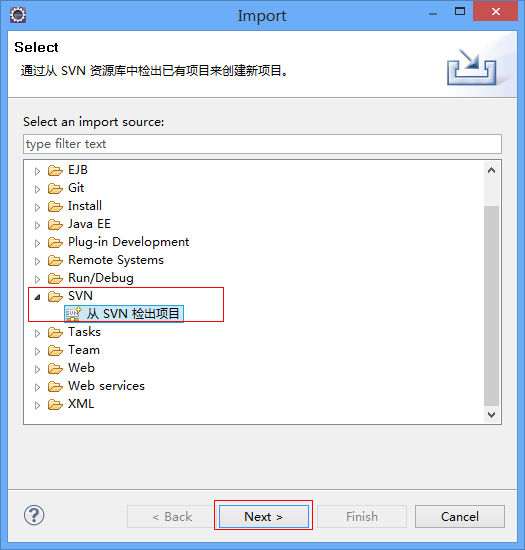 Import
Select
通过从 SVN 资源库中检出已有项目来创建新项目。
Select an import source:
type filter text
EJB
Git
Install
Java EE
Plug-in Development
Remote Systems
Run/Debug
SVN
从 SVN 检出项目
Tasks
Team
Web
Web services
XML
?
< Back
Next >
Finish
Cancel